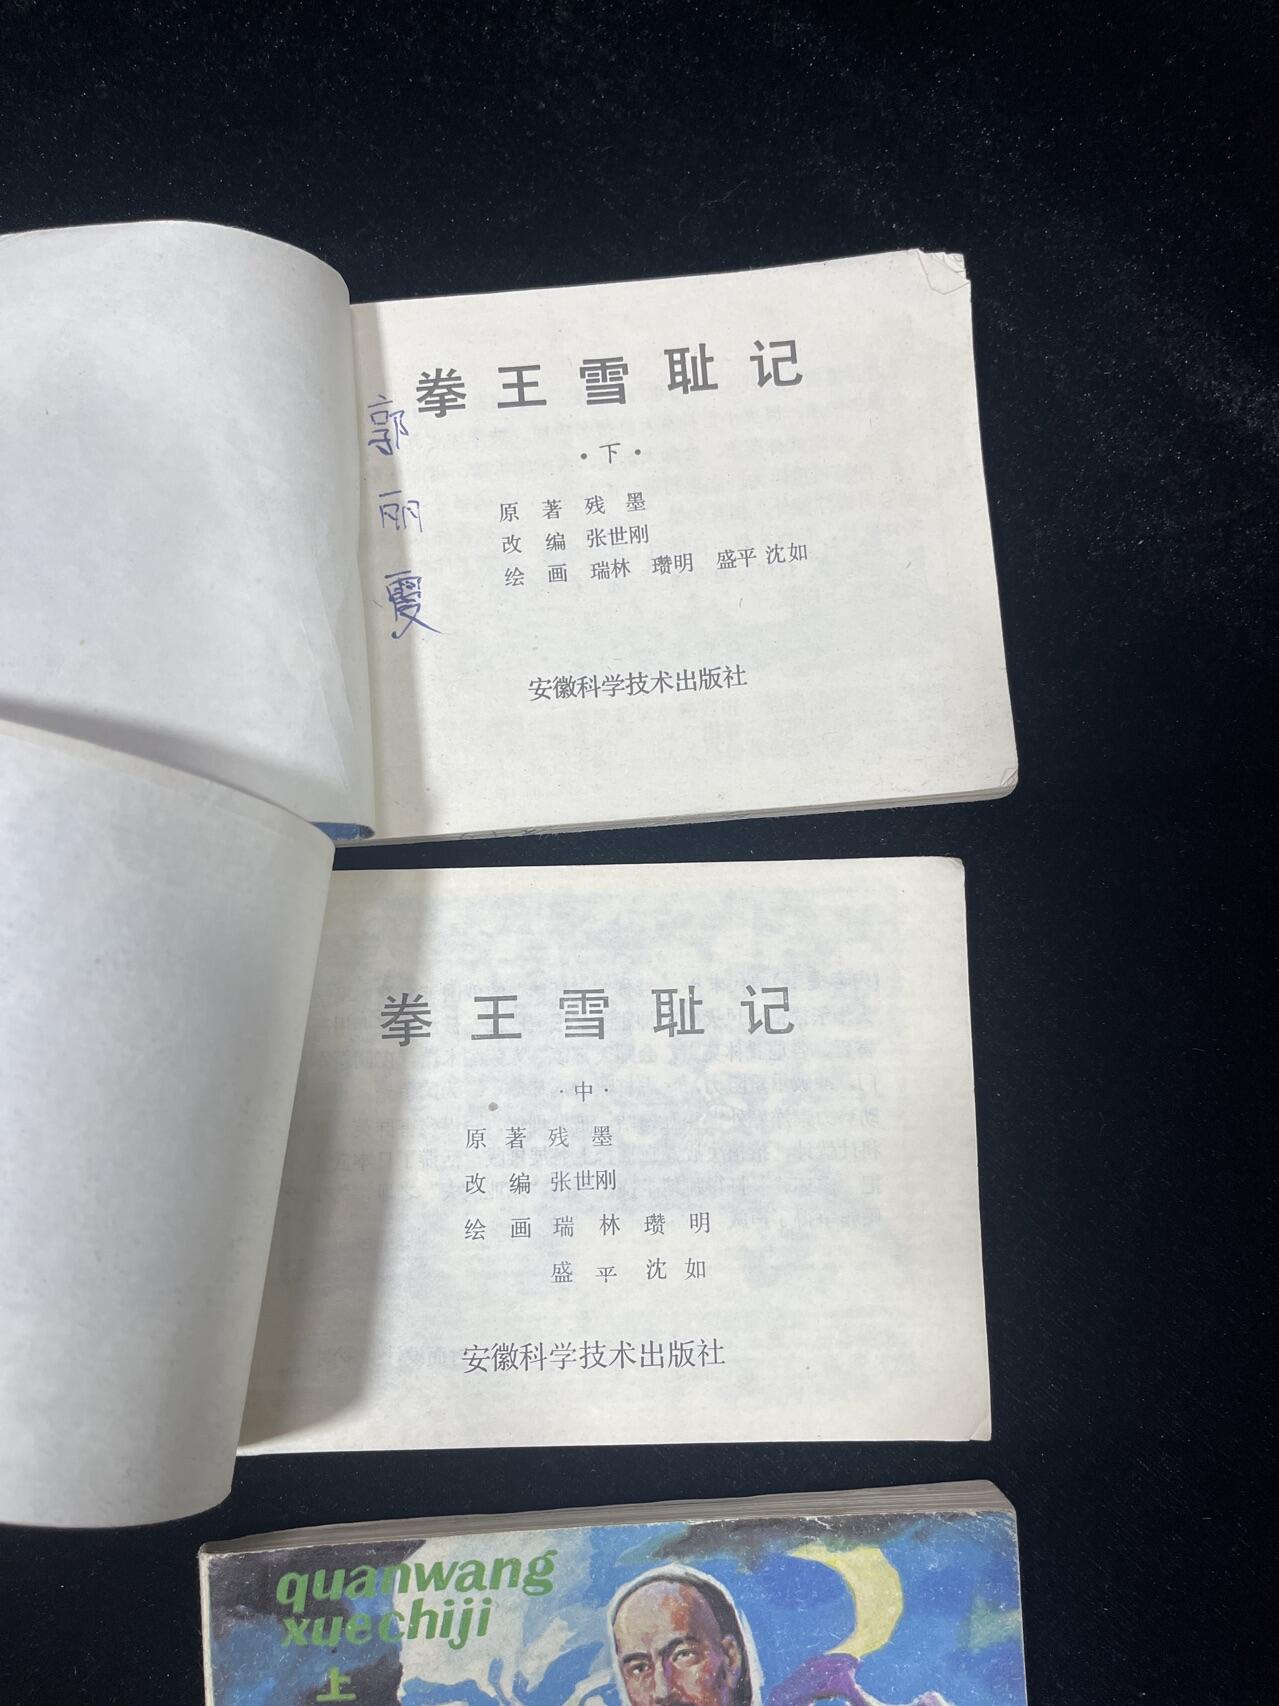 拳王雪耻记
·下·
原著 残墨
改编 张世刚
绘画 瑞林 瓒明 盛平 沈如
安徽科学技术出版社
郭丽
拳王雪耻记
·中·
原著 残墨
改编 张世刚
绘画 瑞林 瓒明
盛平 沈如
安徽科学技术出版社
quanwang
xuechiji
上